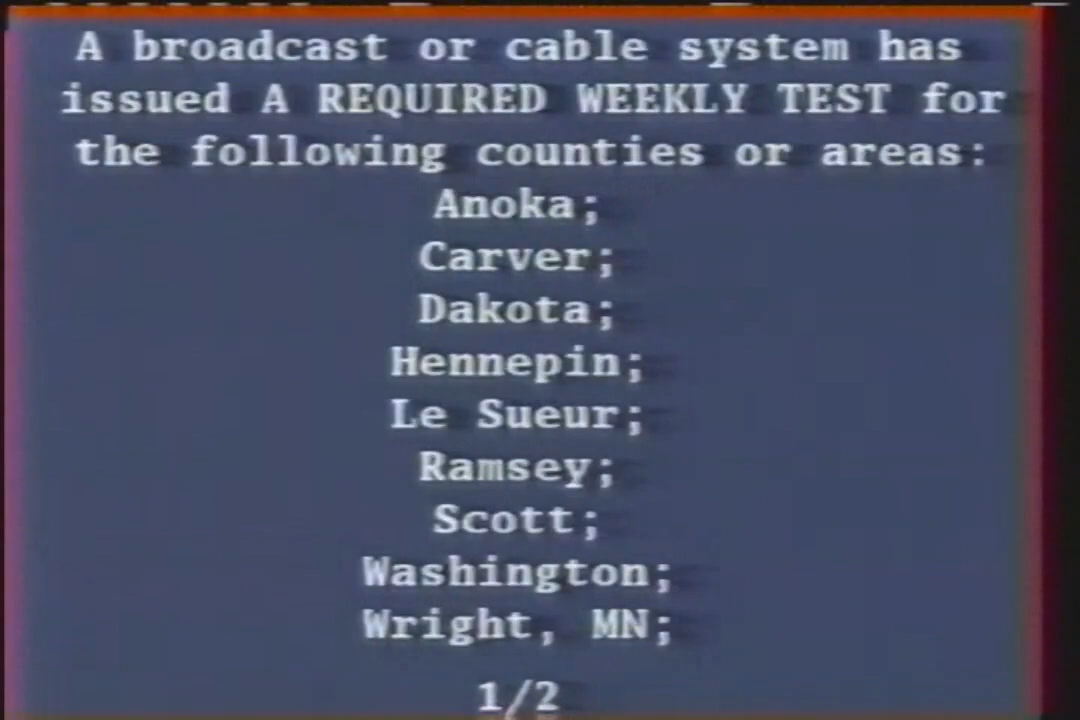 A broadcast or cable system has
issued A REQUIRED WEEKLY TEST for
the following counties or areas:
Anoka;
Carver;
Dakota;
Hennepin;
Le Sueur;
Ramsey;
Scott;
Washington;
Wright, MN;
1/2